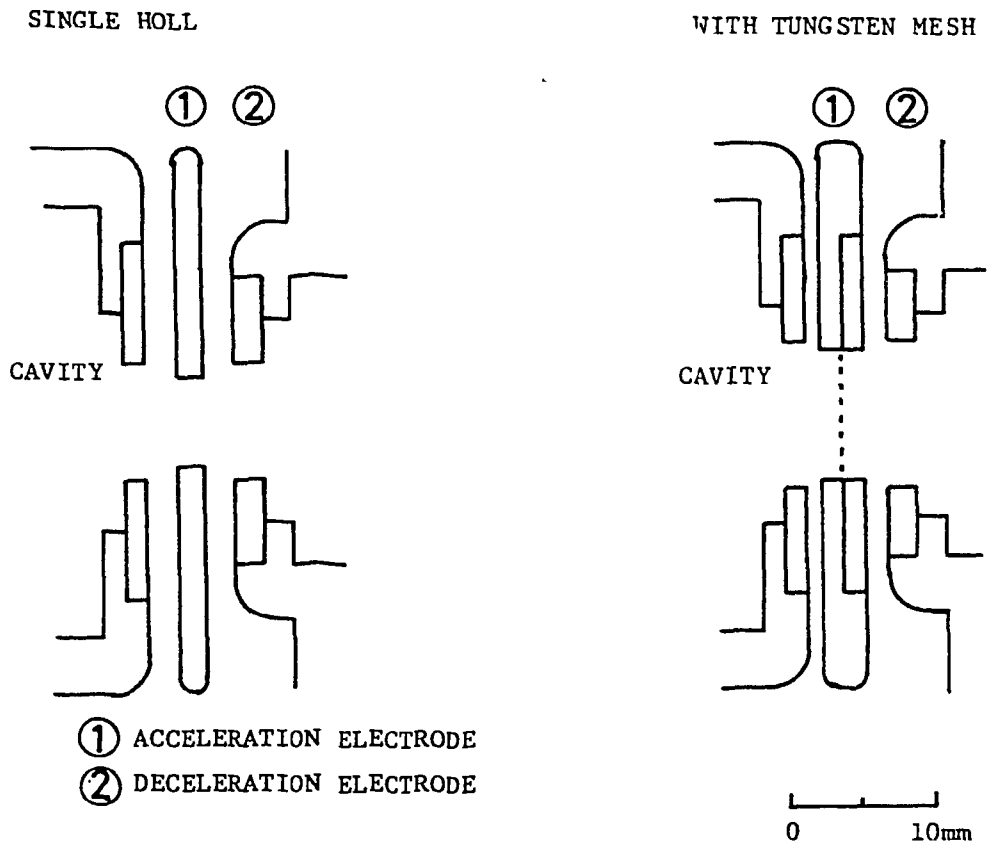 SINGLE HOLL
WITH TUNGSTEN MESH
① ②
① ②
CAVITY
CAVITY
① ACCELERATION ELECTRODE
② DECELERATION ELECTRODE
0 10mm